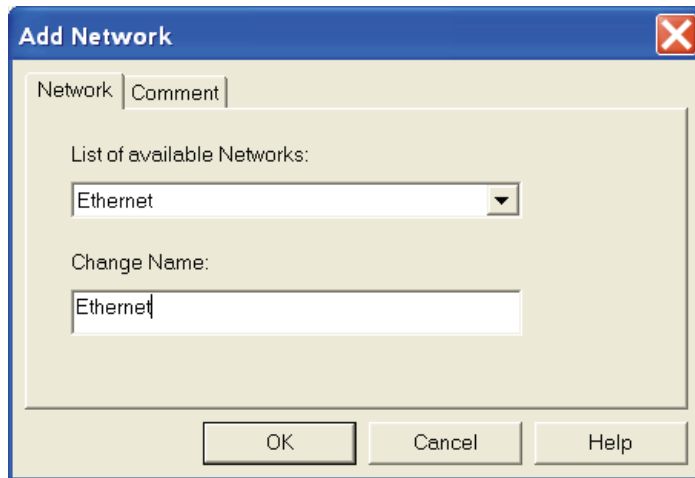 Add Network
Network Comment
List of available Networks:
Ethernet
Change Name:
Ethernet
OK Cancel Help